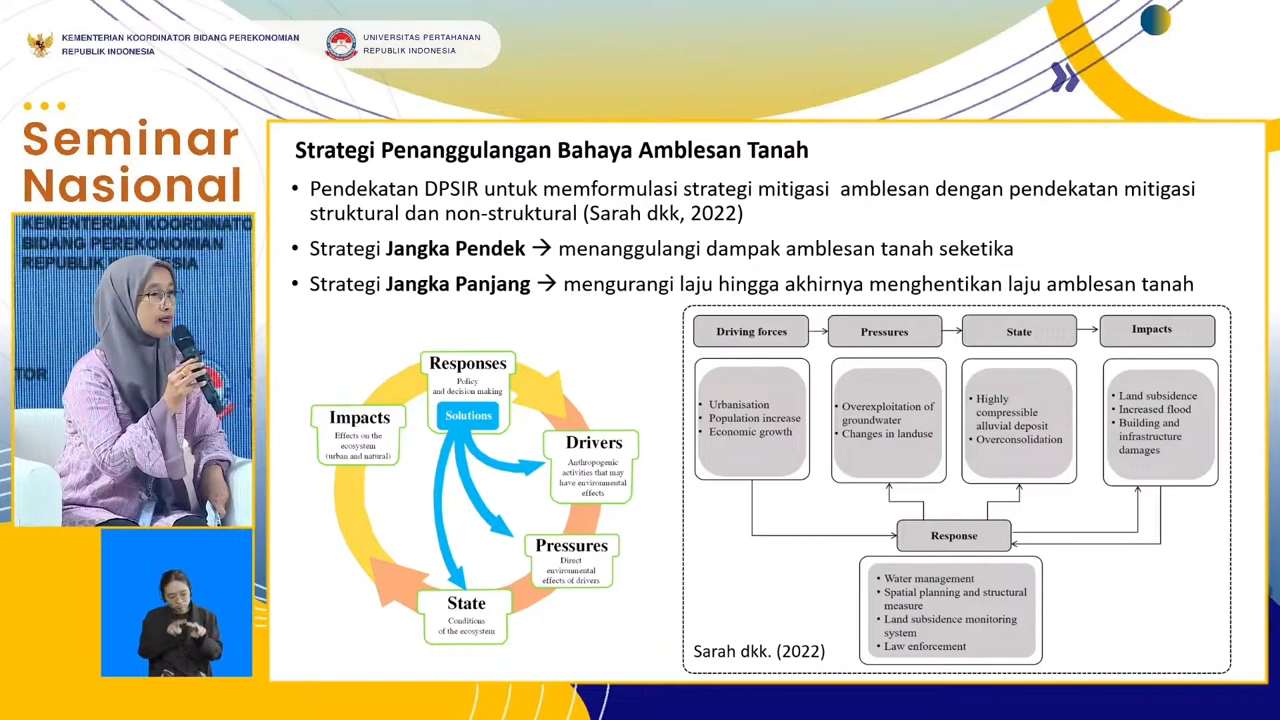 KEMENTERIAN KOORDINATOR BIDANG PEREKONOMIAN
REPUBLIK INDONESIA
UNIVERSITAS PERTAHANAN
REPUBLIK INDONESIA
Seminar
Nasional
KEMENTERIAN KOORDINATO
BIDANG PEREKONOMIAN
REPUBLIK INDONESIA
Strategi Penanggulangan Bahaya Amblesan Tanah
• Pendekatan DPSIR untuk memformulasi strategi mitigasi amblesan dengan pendekatan mitigasi
struktural dan non-struktural (Sarah dkk, 2022)
• Strategi Jangka Pendek → menanggulangi dampak amblesan tanah seketika
• Strategi Jangka Panjang → mengurangi laju hingga akhirnya menghentikan laju amblesan tanah
Responses
Policy
and decision making
Solutions
Impacts
Effects on the
ecosystem
(urban and natural)
Drivers
Anthropogenic
activities that may
have environmental
effects
Pressures
Direct
environmental
effects of drivers
State
Conditions
of the ecosystem
Driving forces
Pressures
State
Impacts
• Urbanisation
• Population increase
• Economic growth
• Overexploitation of
groundwater
• Changes in landuse
• Highly
compressible
alluvial deposit
• Overconsolidation
• Land subsidence
• Increased flood
• Building and
infrastructure
damages
Response
• Water management
• Spatial planning and structural
measure
• Land subsidence monitoring
system
• Law enforcement
Sarah dkk. (2022)